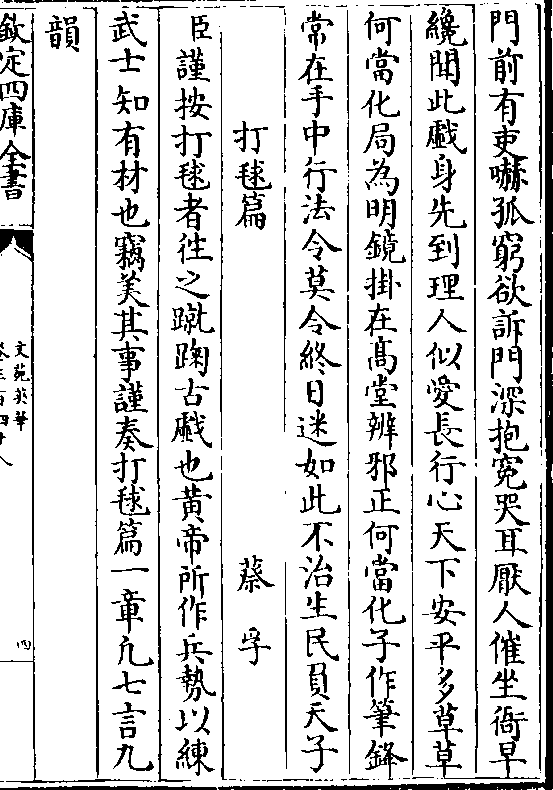 門前有吏嚇孤窮欲訴門深抱寃哭耳厭人催坐衙早
纔聞此戲身先到理人似愛長行心天下安平多草草
何當化局為明鏡掛在髙堂辨邪正何當化子作筆鋒
常在手中行法令莫令終日迷如此不治生民負天子
打毬篇　蔡孚
臣謹按打毬者徃之蹴踘古戲也黄帝所作兵勢以練
武士知有材也竊美其事謹奏打毬篇一章凡七言九
韻
欽定四庫全書
文苑英華
卷三百四十八
四